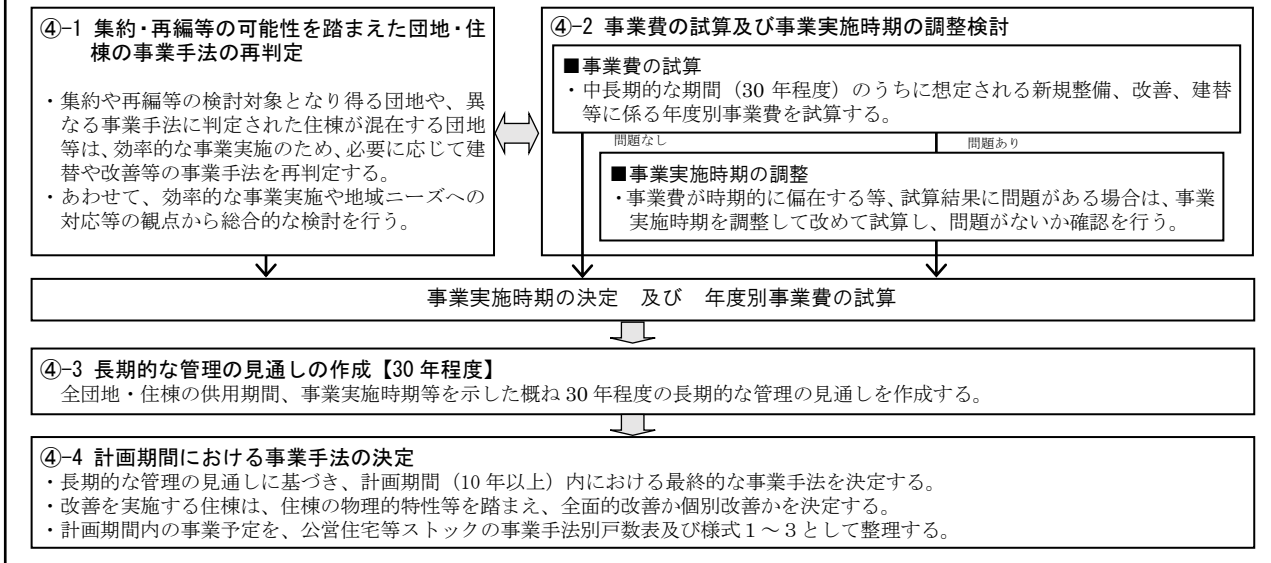 ④-1 集約・再編等の可能性を踏まえた団地・住
棟の事業手法の再判定
・集約や再編等の検討対象となり得る団地や、異
なる事業手法に判定された住棟が混在する団地
等は、効率的な事業実施のため、必要に応じて建
替や改善等の事業手法を再判定する。
・あわせて、効率的な事業実施や地域ニーズへの
対応等の観点から総合的な検討を行う。
④-2 事業費の試算及び事業実施時期の調整検討
■事業費の試算
・中長期的な期間（30 年程度）のうちに想定される新規整備、改善、建替
等に係る年度別事業費を試算する。
問題なし
問題あり
■事業実施時期の調整
・事業費が時期的に偏在する等、試算結果に問題がある場合は、事業
実施時期を調整して改めて試算し、問題がないか確認を行う。
事業実施時期の決定　及び　年度別事業費の試算
④-3 長期的な管理の見通しの作成【30 年程度】
全団地・住棟の供用期間、事業実施時期等を示した概ね 30 年程度の長期的な管理の見通しを作成する。
④-4 計画期間における事業手法の決定
・長期的な管理の見通しに基づき、計画期間（10 年以上）内における最終的な事業手法を決定する。
・改善を実施する住棟は、住棟の物理的特性等を踏まえ、全面的改善か個別改善かを決定する。
・計画期間内の事業予定を、公営住宅等ストックの事業手法別戸数表及び様式１～３として整理する。